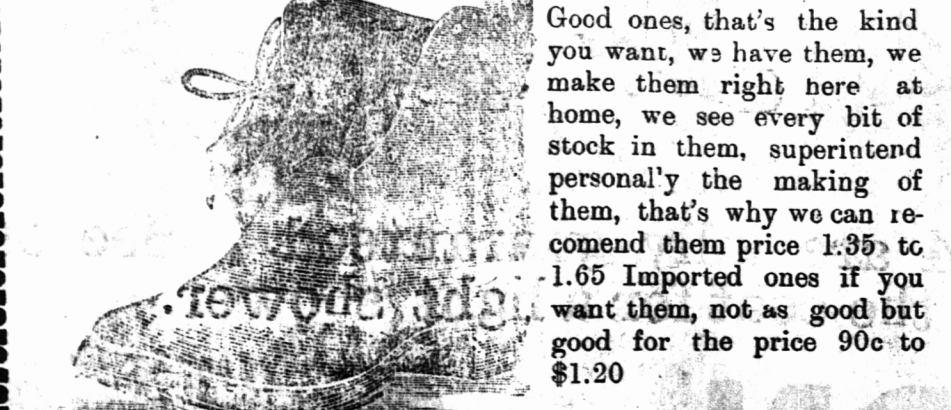 Good ones, that's the kind
you want, we have them, we
make them right here at
home, we see every bit of
stock in them, superintend
personal'y the making of
them, that's why we can re-
comend them price 1.35 to
1.65 Imported ones if you
want them, not as good but
good for the price 90c to
$1.20